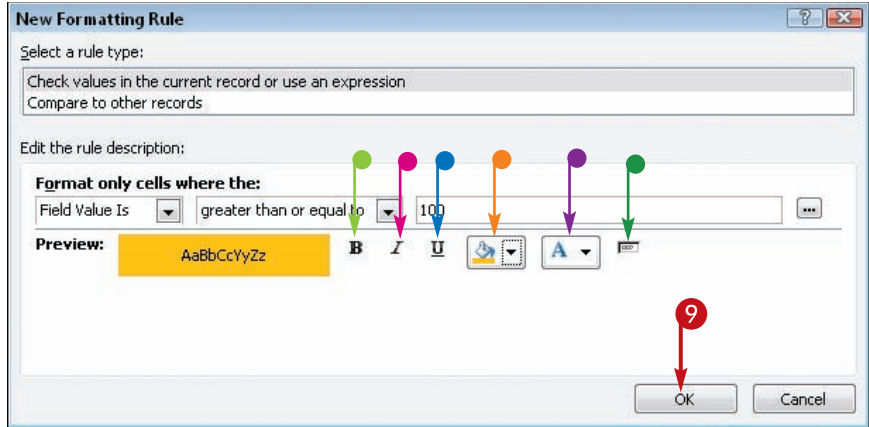 New Formatting Rule
Select a rule type:
Check values in the current record or use an expression
Compare to other records
Edit the rule description:
Format only cells where the:
Field Value Is greater than or equal to 100 ...
Preview: AaBbCcYyZz B I U A
9
OK Cancel